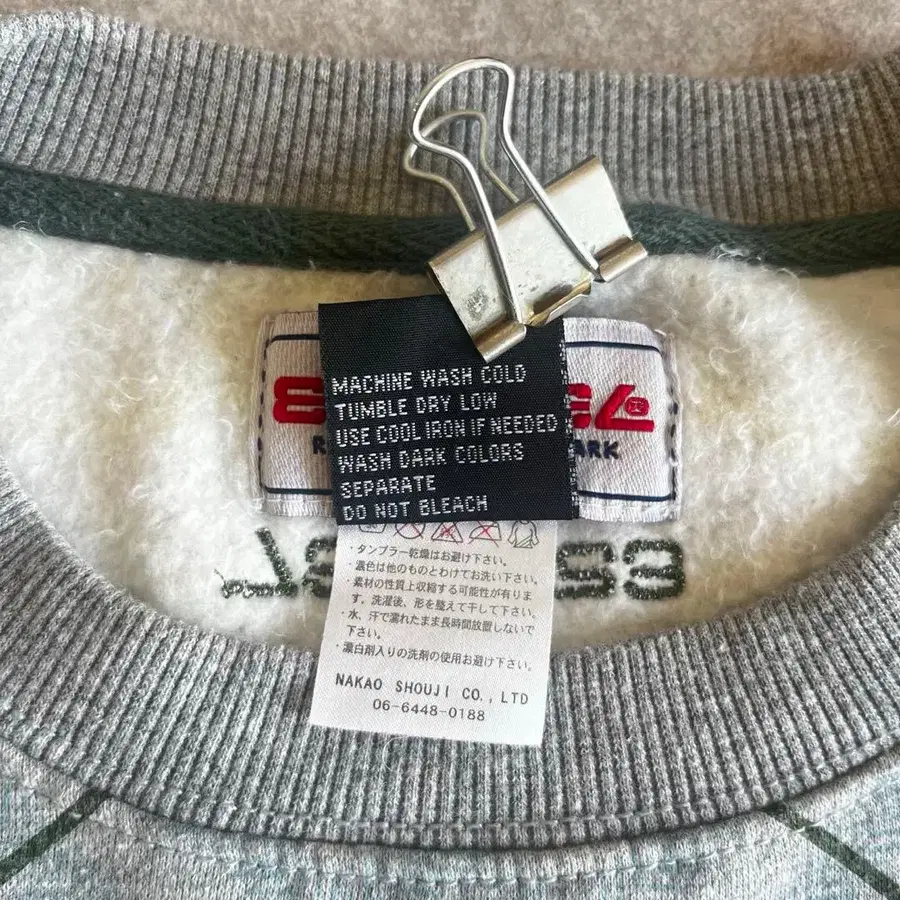 MACHINE WASH COLD
TUMBLE DRY LOW
USE COOL IRON IF NEEDED
WASH DARK COLORS
SEPARATE
DO NOT BLEACH
・タンブラー乾燥はお避け下さい。
・濃色は他のものとわけてお洗い下さい。
・素材の性質上収縮する可能性が有りま
す。洗濯後、形を整えて干して下さい。
・水、汗で濡れたまま長時間放置しないで
下さい。
・漂白剤入りの洗剤の使用お避け下さい。
NAKAO SHOUJI CO., LTD
06-6448-0188